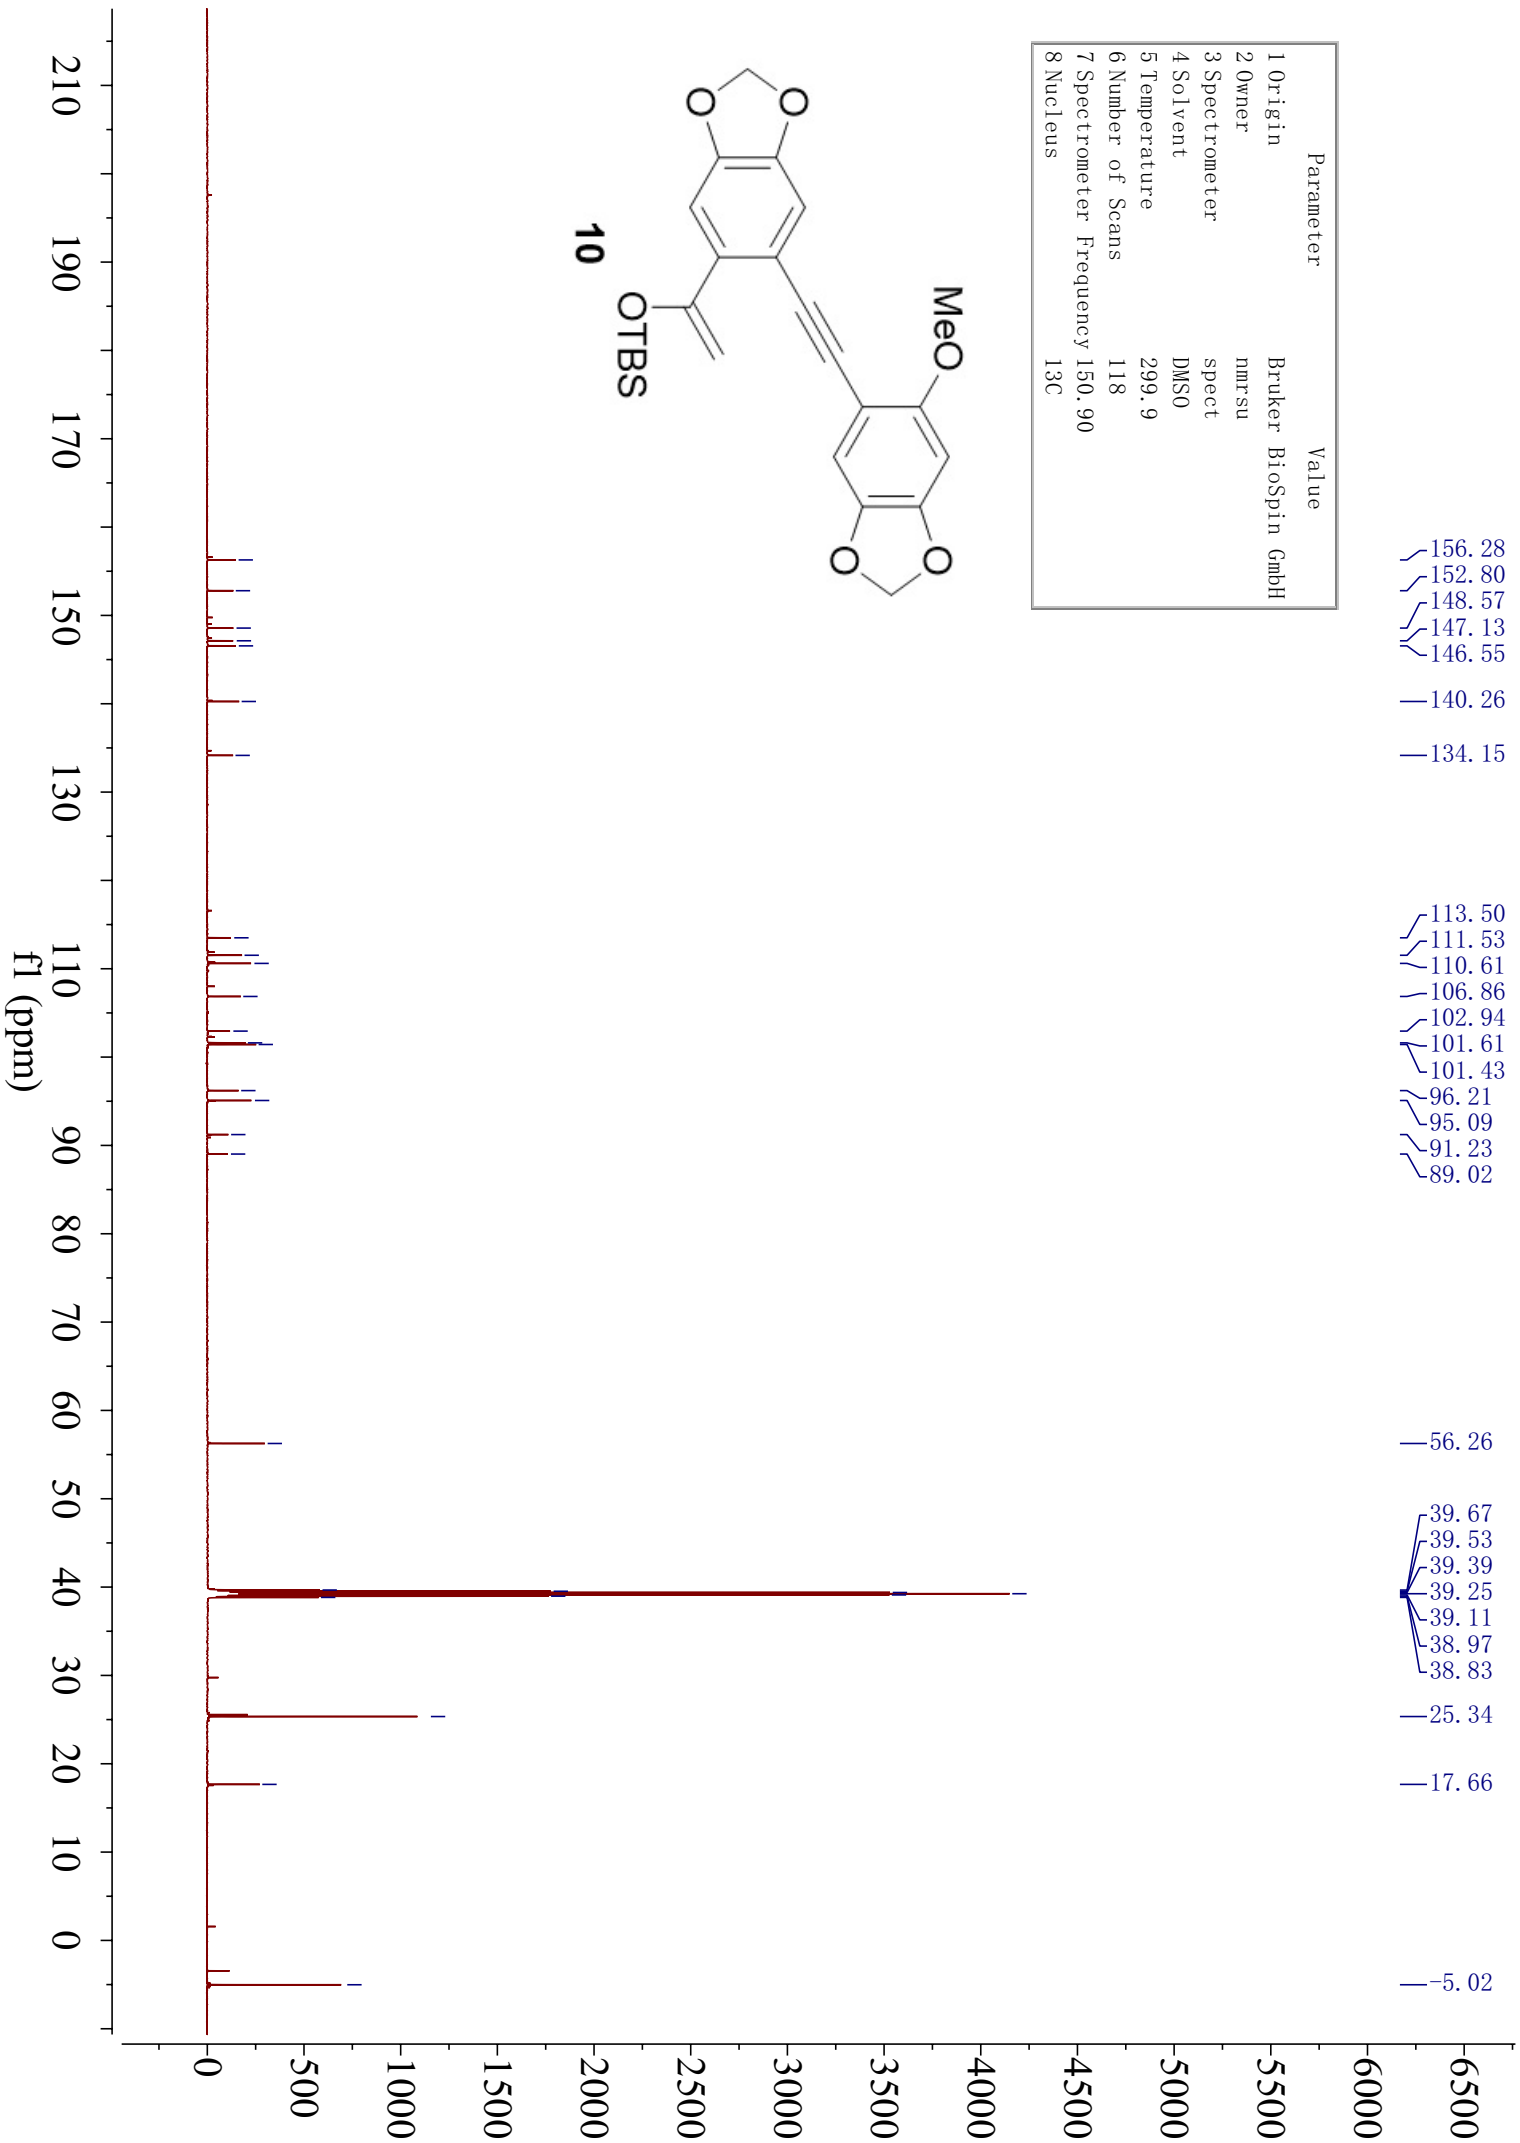 Parameter Value
1 Origin Bruker BioSpin GmbH
2 Owner nmrsu
3 Spectrometer spect
4 Solvent DMSO
5 Temperature 299.9
6 Number of Scans 118
7 Spectrometer Frequency 150.90
8 Nucleus 13C
MeO
O
O
O
O
OTBS
10
156.28
152.80
148.57
147.13
146.55
140.26
134.15
113.50
111.53
110.61
106.86
102.94
101.61
101.43
96.21
95.09
91.23
89.02
56.26
39.67
39.53
39.39
39.25
39.11
38.97
38.83
25.34
17.66
-5.02
6500
6000
5500
5000
4500
4000
3500
3000
2500
2000
1500
1000
500
0
210 190 170 150 130 110 90 80 70 60 50 40 30 20 10 0
f1 (ppm)